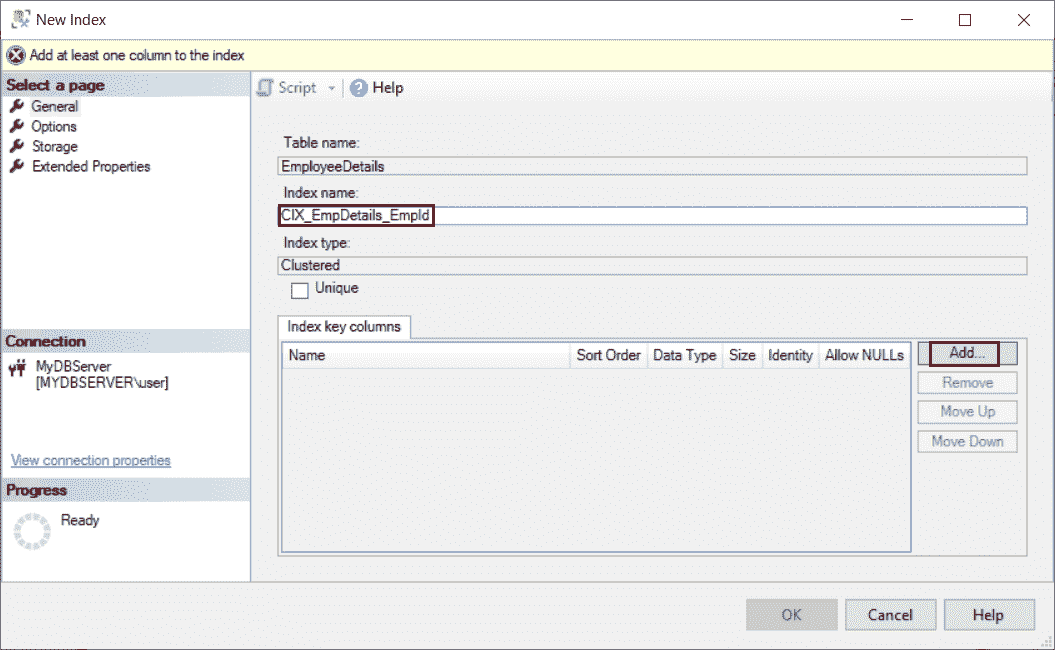 New Index
Add at least one column to the index
Select a page
General
Options
Storage
Extended Properties
Connection
MyDBServer
[MYDBSERVER\user]
View connection properties
Progress
Ready
Script
Help
Table name:
EmployeeDetails
Index name:
CIX_EmpDetails_EmpId
Index type:
Clustered
Unique
Index key columns
Name Sort Order Data Type Size Identity Allow NULLs
Add...
Remove
Move Up
Move Down
OK Cancel Help